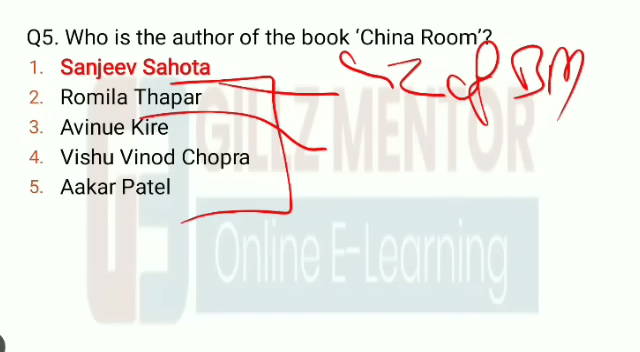 Q5. Who is the author of the book ‘China Room’?
1. Sanjeev Sahota
2. Romila Thapar
3. Avinue Kire
4. Vishu Vinod Chopra
5. Aakar Patel
BM
MENTOR
Online E-Learning